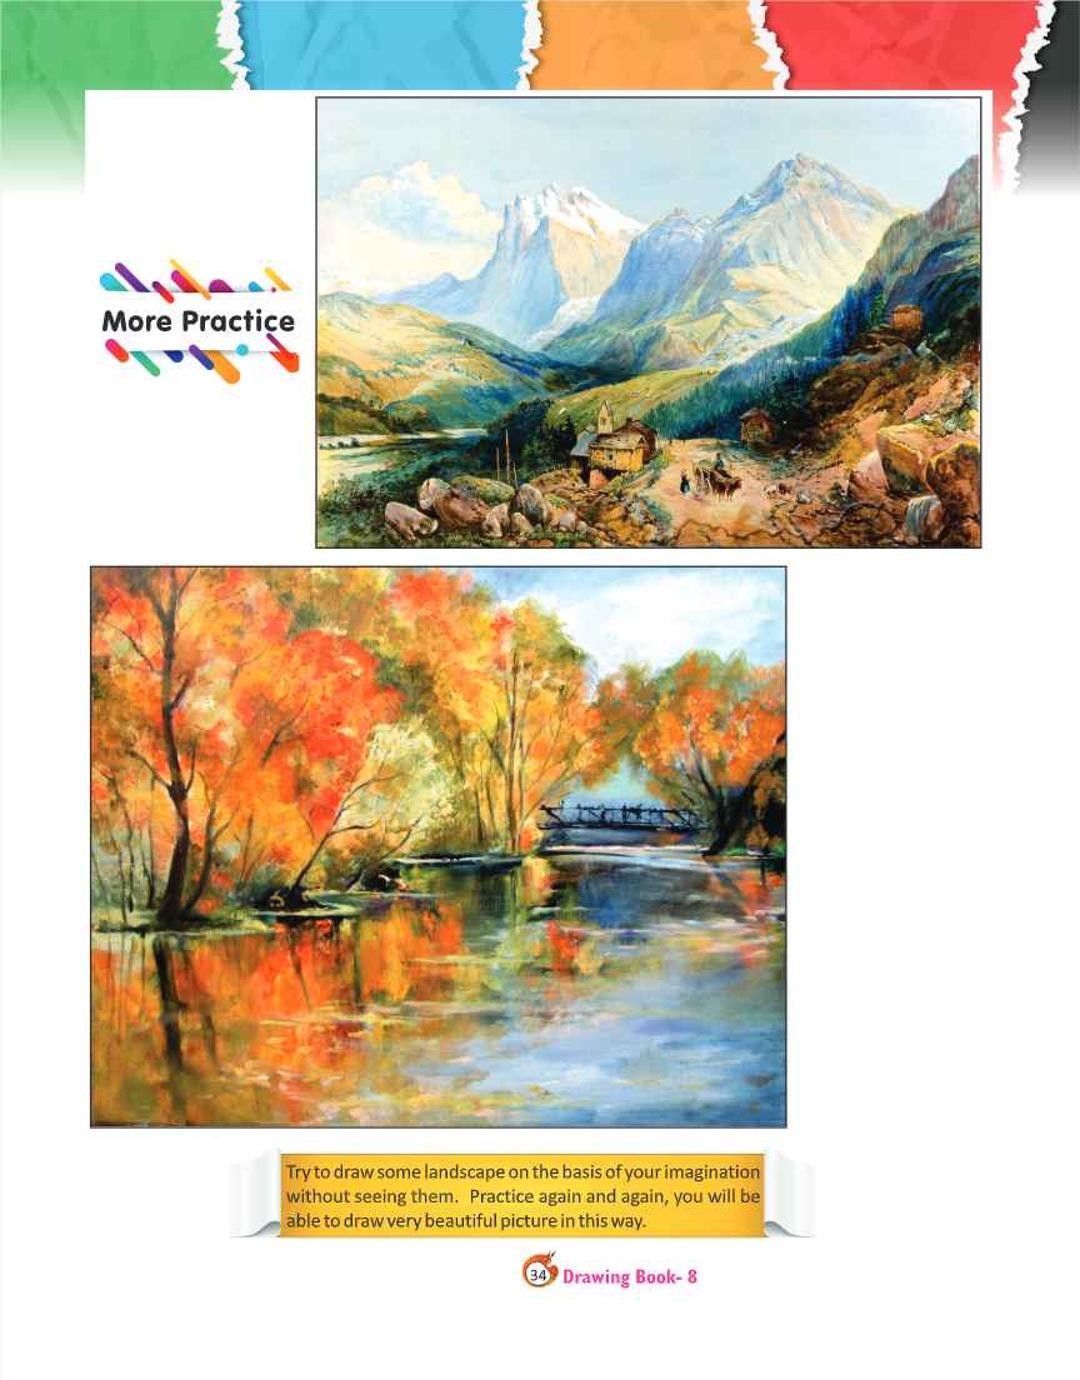 More Practice
Try to draw some landscape on the basis of your imagination
without seeing them. Practice again and again, you will be
able to draw very beautiful picture in this way.
34 Drawing Book- 8